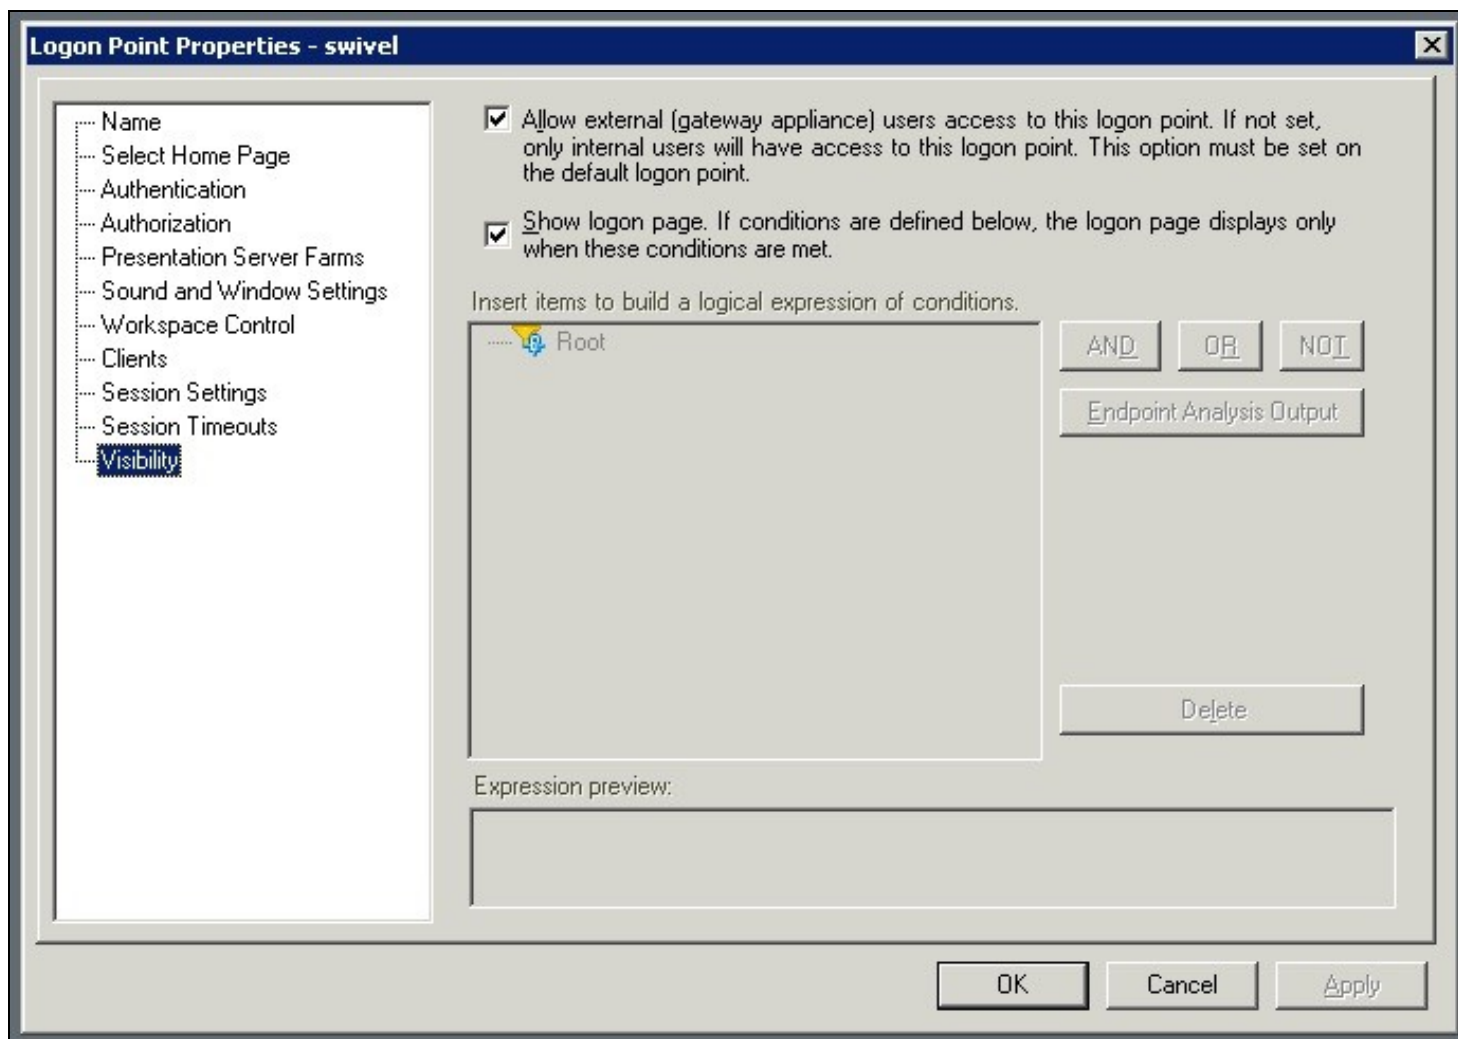 Logon Point Properties - swivel
Name
Select Home Page
Authentication
Authorization
Presentation Server Farms
Sound and Window Settings
Workspace Control
Clients
Session Settings
Session Timeouts
Visibility
Allow external (gateway appliance) users access to this logon point. If not set,
only internal users will have access to this logon point. This option must be set on
the default logon point.
Show logon page. If conditions are defined below, the logon page displays only
when these conditions are met.
Insert items to build a logical expression of conditions.
Root
AND OR NOT
Endpoint Analysis Output
Delete
Expression preview:
OK Cancel Apply